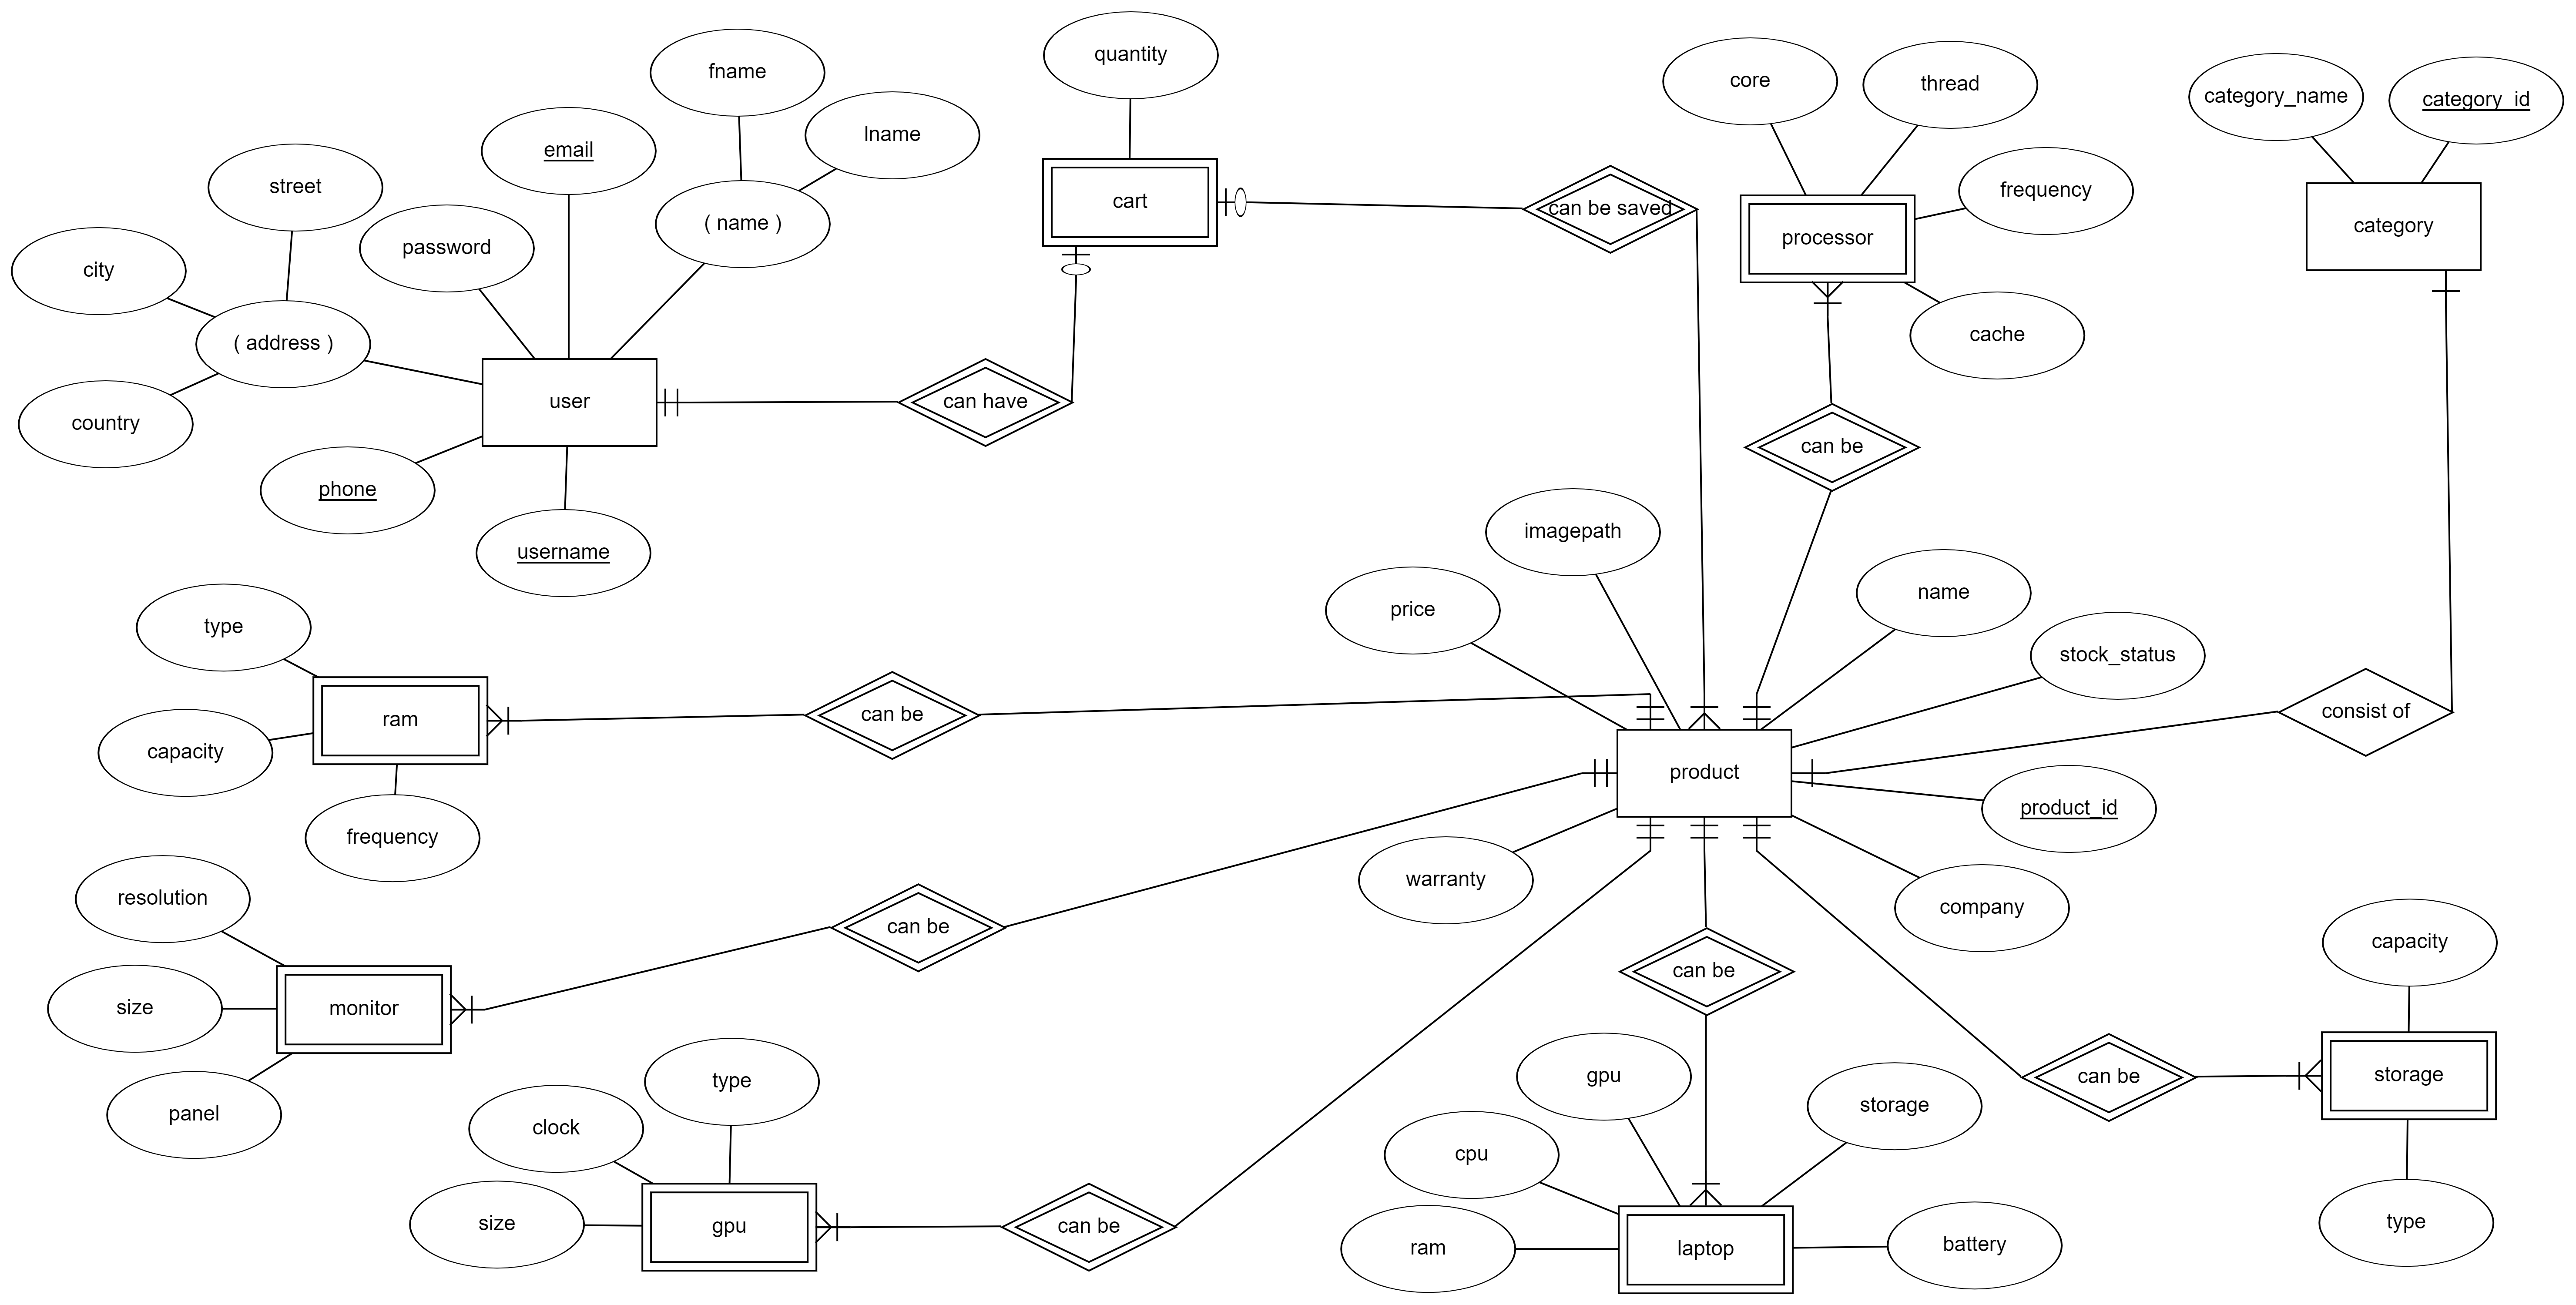 quantity
core
thread
category_name
category_id
fname
lname
email
street
password
( name )
cart
can be saved
processor
frequency
category
city
( address )
cache
user
can have
country
can be
phone
username
imagepath
price
name
stock_status
type
ram
capacity
frequency
can be
product
consist of
product_id
warranty
company
resolution
size
panel
monitor
can be
can be
capacity
storage
type
can be
type
clock
size
gpu
can be
gpu
cpu
ram
storage
battery
laptop